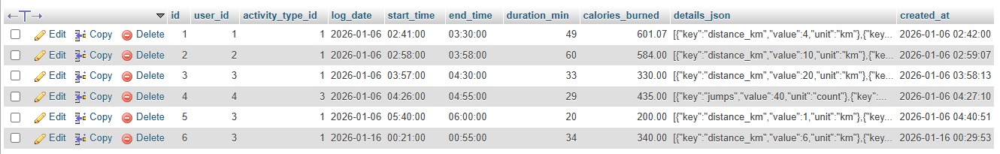 id user_id activity_type_id log_date start_time end_time duration_min calories_burned details_json created_at
Edit Copy Delete 1 1 1 2026-01-06 02:41:00 03:30:00 49 601.07 [{"key":"distance_km","value":4,"unit":"km"},{"key... 2026-01-06 02:42:00
Edit Copy Delete 2 2 1 2026-01-06 02:58:00 03:58:00 60 584.00 [{"key":"distance_km","value":10,"unit":"km"},{"ke... 2026-01-06 02:59:07
Edit Copy Delete 3 3 1 2026-01-06 03:57:00 04:30:00 33 330.00 [{"key":"distance_km","value":20,"unit":"km"},{"ke... 2026-01-06 03:58:13
Edit Copy Delete 4 4 3 2026-01-06 04:26:00 04:55:00 29 435.00 [{"key":"jumps","value":40,"unit":"count"},{"key":... 2026-01-06 04:27:10
Edit Copy Delete 5 3 1 2026-01-06 05:40:00 06:00:00 20 200.00 [{"key":"distance_km","value":1,"unit":"km"},{"key... 2026-01-06 04:40:51
Edit Copy Delete 6 3 1 2026-01-16 00:21:00 00:55:00 34 340.00 [{"key":"distance_km","value":6,"unit":"km"},{"key... 2026-01-16 00:29:53